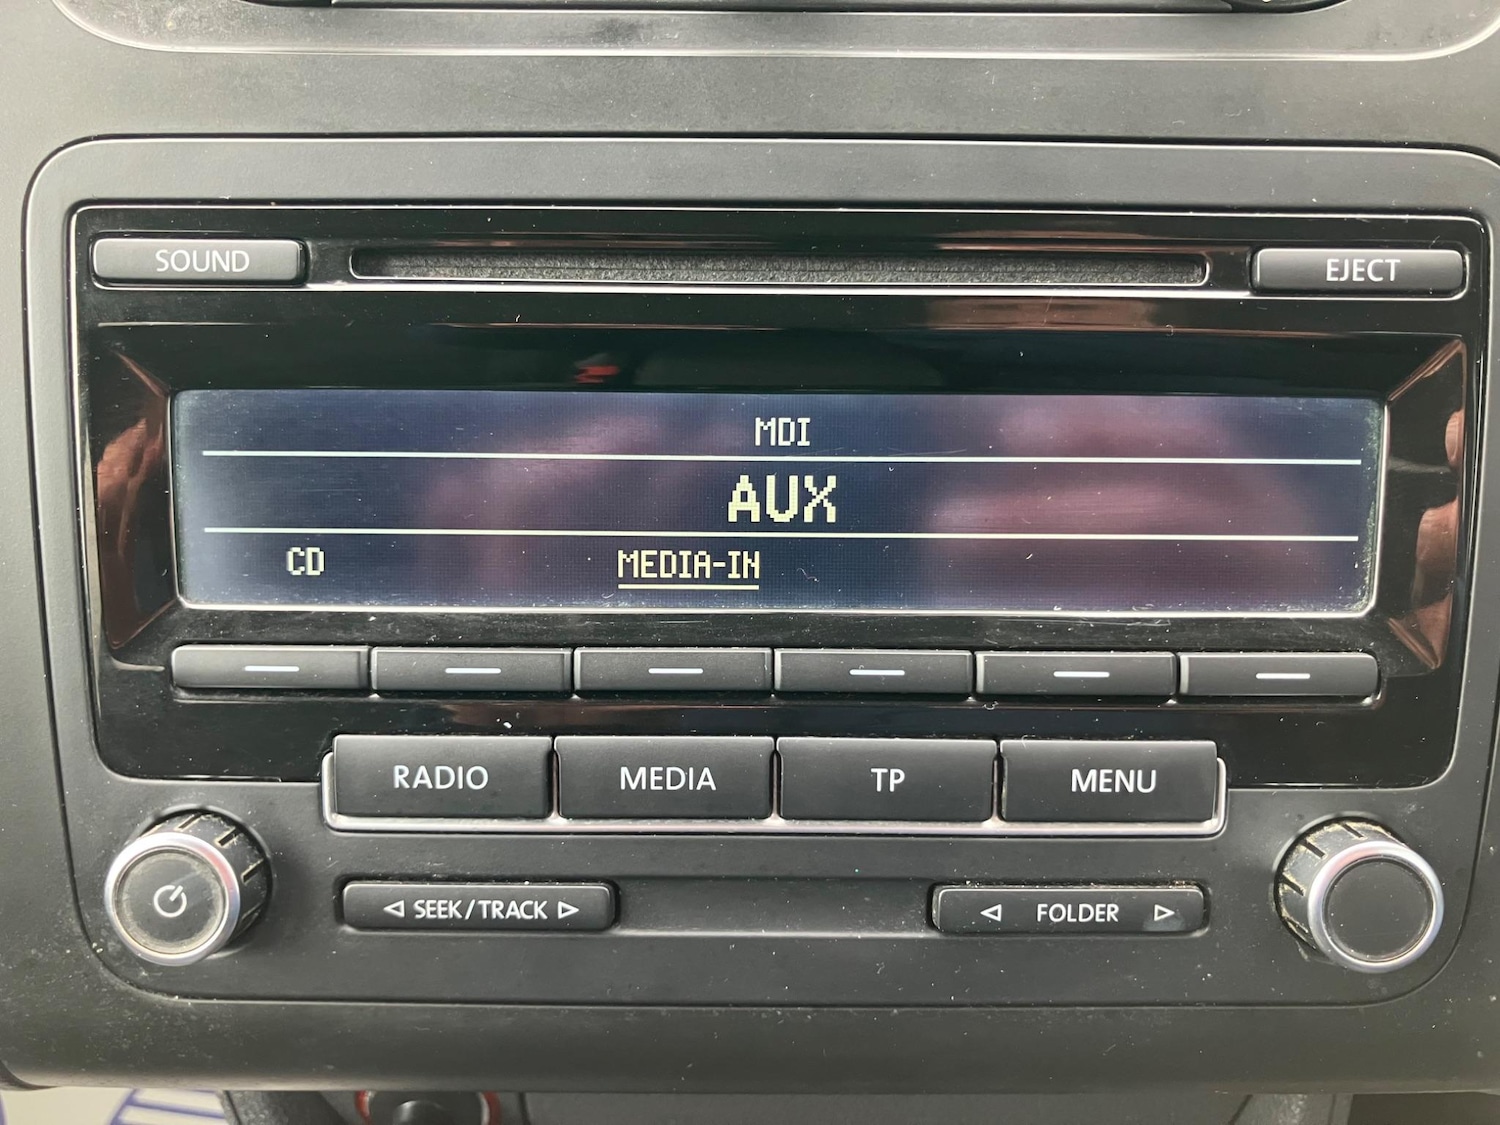 SOUND EJECT
MDI
AUX
CD MEDIA-IN
RADIO MEDIA TP MENU
SEEK/TRACK FOLDER